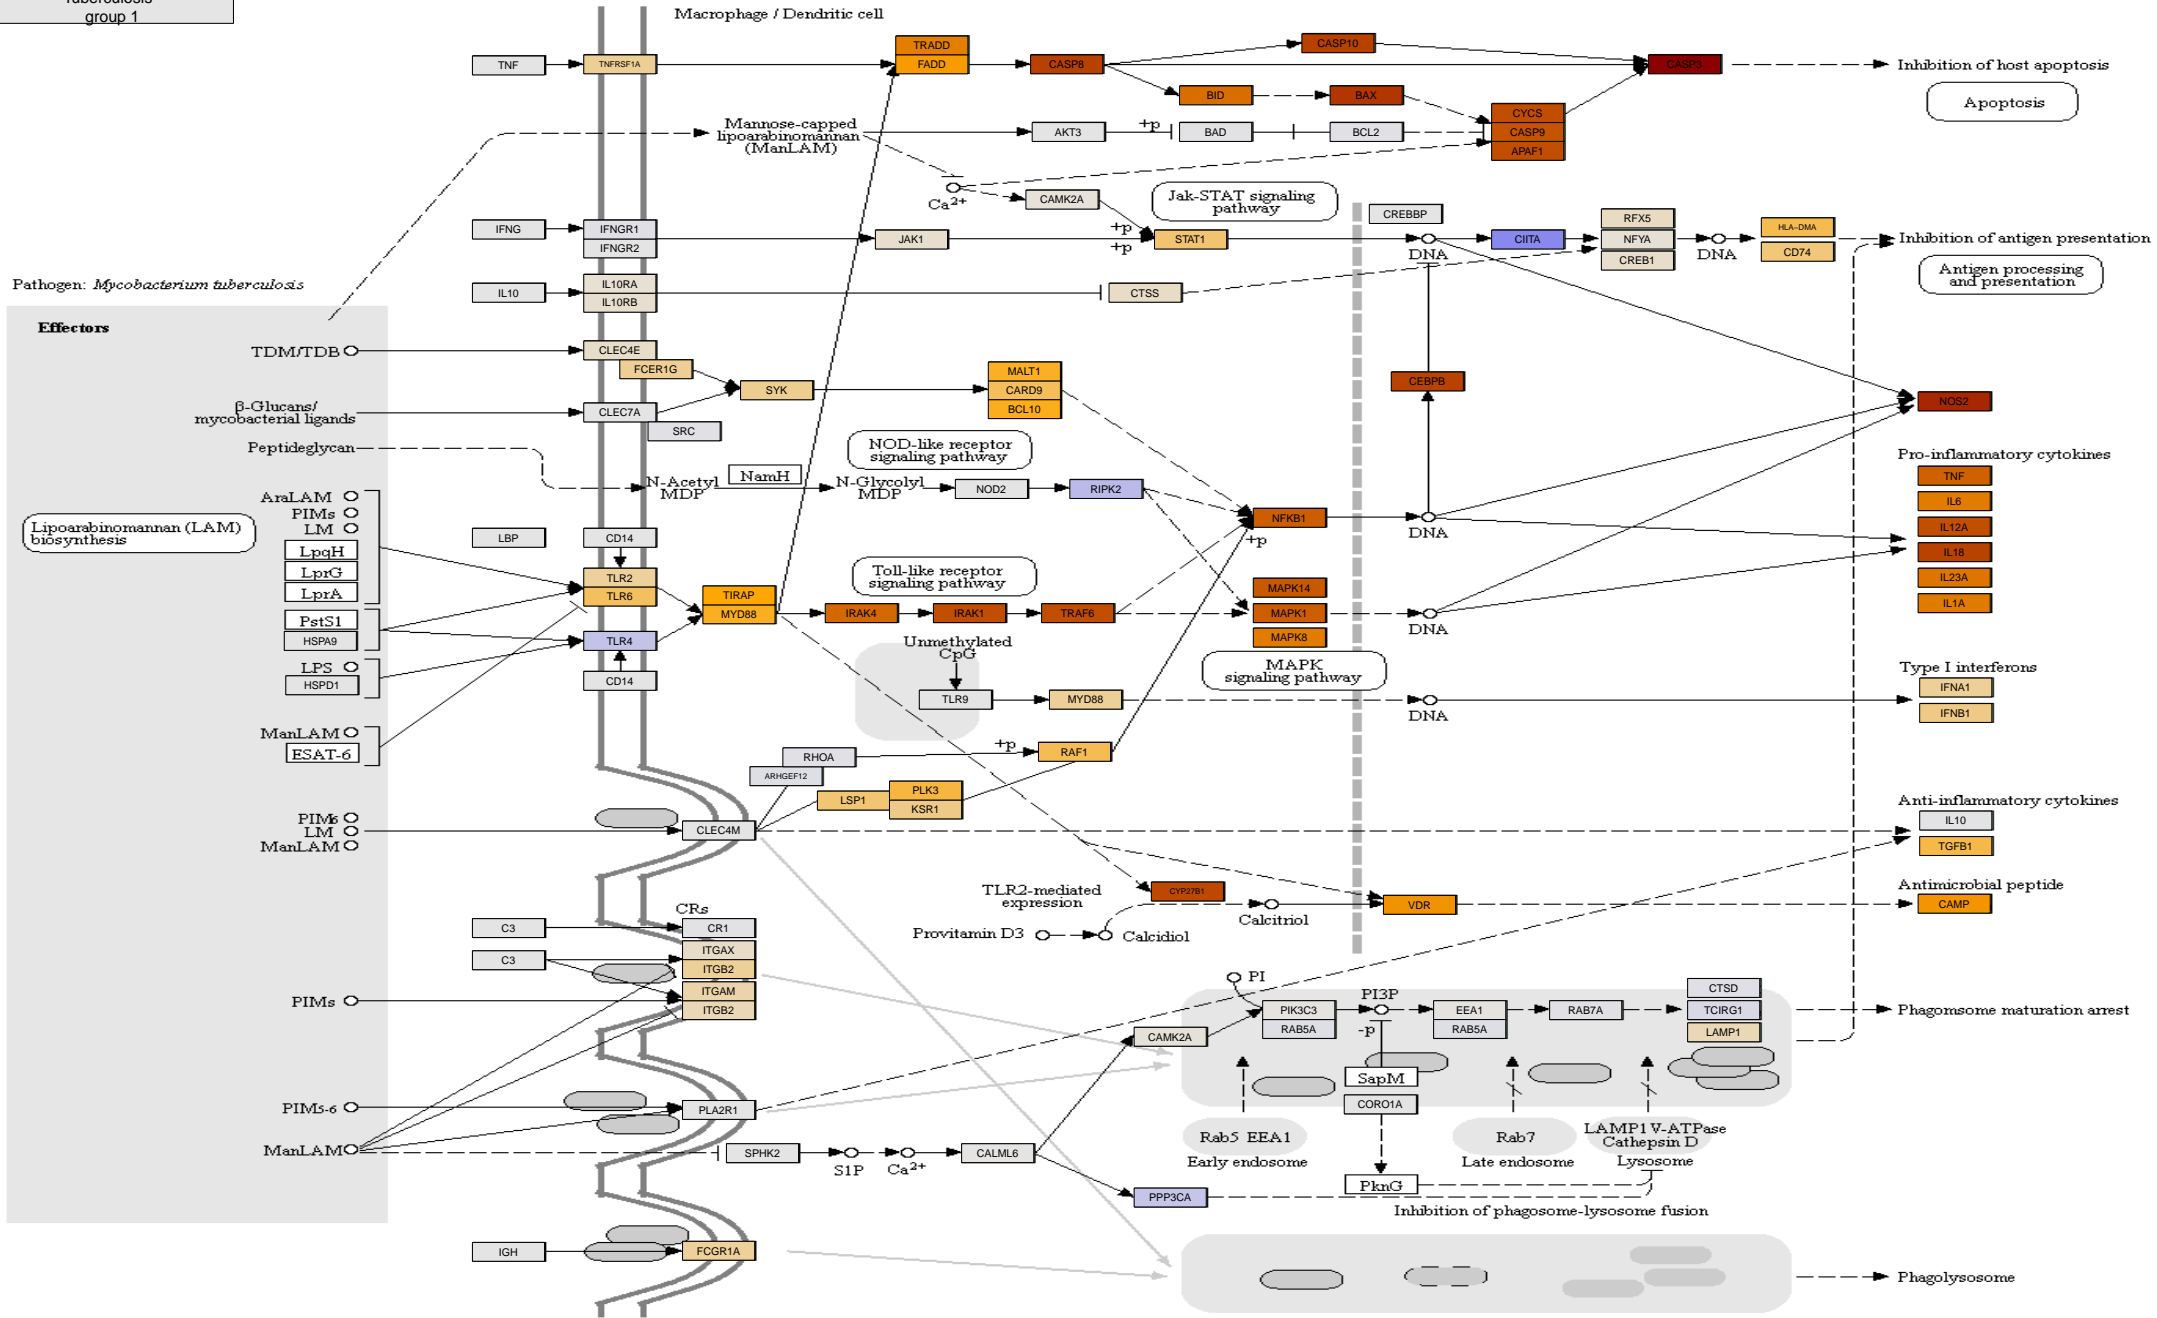 Tuberculosis
group 1
Macrophage / Dendritic cell
TNF
TNFRSF1A
TRADD
FADD
CASP8
CASP10
CASP3
Inhibition of host apoptosis
Apoptosis
BID
BAX
CYCS
CASP9
APAF1
Mannose-capped
lipoarabinomannan
(ManLAM)
AKT3
+p
BAD
BCL2
Ca2+
CAMK2A
Jak-STAT signaling
pathway
CREBBP
IFNG
IFNGR1
IFNGR2
JAK1
+p
+p
STAT1
DNA
CIITA
RFX5
NFYA
CREB1
DNA
HLA-DMA
CD74
Inhibition of antigen presentation
Antigen processing
and presentation
IL10
IL10RA
IL10RB
CTSS
Pathogen: Mycobacterium tuberculosis
Effectors
TDM/TDB
CLEC4E
FCER1G
SYK
MALT1
CARD9
BCL10
CEBPB
NOS2
β-Glucans/
mycobacterial ligands
CLEC7A
SRC
Peptideglycan
NOD-like receptor
signaling pathway
N-Acetyl
MDP
NamH
N-Glycolyl
MDP
NOD2
RIPK2
NFKB1
+p
DNA
Pro-inflammatory cytokines
TNF
IL6
IL12A
IL18
IL23A
IL1A
AraLAM
PIMs
LM
LpqH
LprG
LprA
PstS1
HSPA9
LPS
HSPD1
ManLAM
ESAT-6
Lipoarabinomannan (LAM)
biosynthesis
LBP
CD14
TLR2
TLR6
TLR4
CD14
TIRAP
MYD88
Toll-like receptor
signaling pathway
IRAK4
IRAK1
TRAF6
MAPK14
MAPK1
MAPK8
DNA
MAPK
signaling pathway
Unmethylated
CpG
TLR9
MYD88
DNA
Type I interferons
IFNA1
IFNB1
RHOA
ARHGEF12
+p
RAF1
LSP1
PLK3
KSR1
PIMs
LM
ManLAM
CLEC4M
Anti-inflammatory cytokines
IL10
TGFB1
TLR2-mediated
expression
CYP27B1
Calcitriol
VDR
Antimicrobial peptide
CAMP
Provitamin D3
Calcidiol
CRs
C3
CR1
C3
ITGAX
ITGB2
ITGAM
ITGB2
PIMs
PI
PIK3C3
RAB5A
PI3P
-p
EEA1
RAB5A
RAB7A
CTSD
TCIRG1
LAMP1
Phagomsome maturation arrest
CAMK2A
SapM
CORO1A
PIMs-6
PLA2R1
ManLAM
SPHK2
S1P
Ca2+
CALML6
Rab5 EEA1
Early endosome
Rab7
Late endosome
LAMP1 V-ATPase
Cathepsin D
Lysosome
PPP3CA
PknG
Inhibition of phagosome-lysosome fusion
IGH
FCGR1A
Phagolysosome